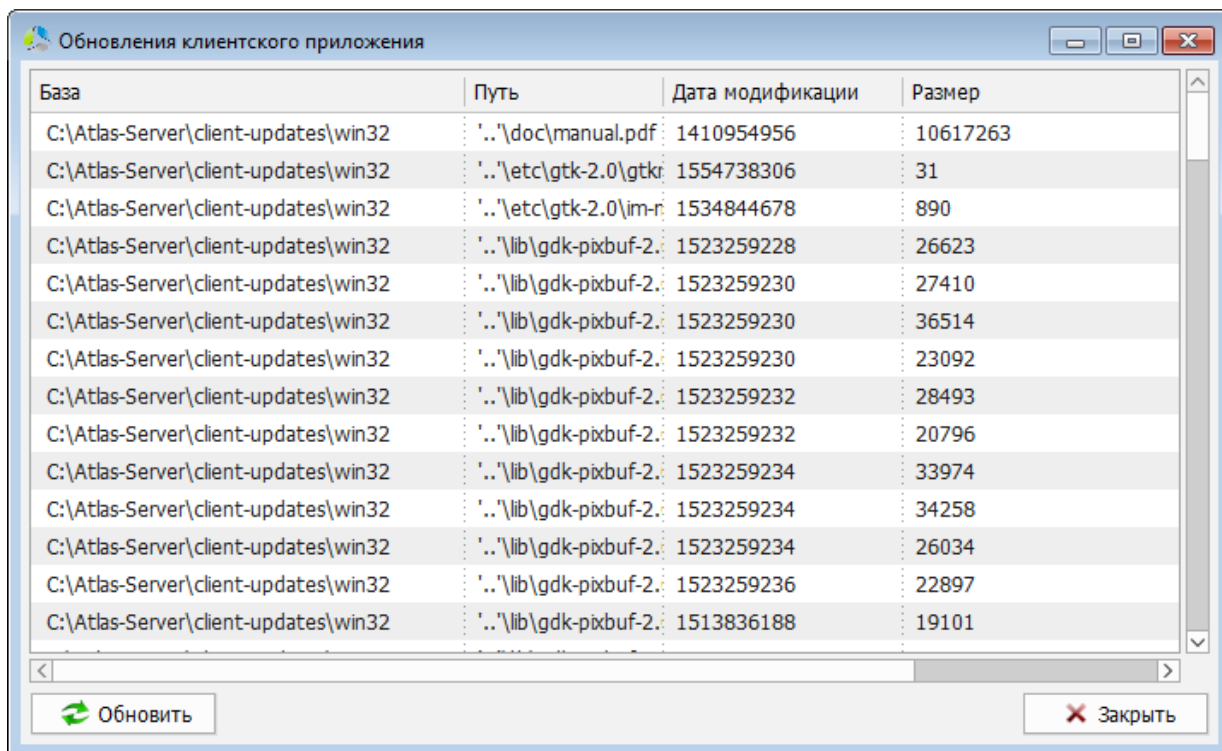 Обновления клиентского приложения
База Путь Дата модификации Размер
C:\Atlas-Server\client-updates\win32 '..'\doc\manual.pdf 1410954956 10617263
C:\Atlas-Server\client-updates\win32 '..'\etc\gtk-2.0\gtkr 1554738306 31
C:\Atlas-Server\client-updates\win32 '..'\etc\gtk-2.0\im-m 1534844678 890
C:\Atlas-Server\client-updates\win32 '..'\lib\gdk-pixbuf-2. 1523259228 26623
C:\Atlas-Server\client-updates\win32 '..'\lib\gdk-pixbuf-2. 1523259230 27410
C:\Atlas-Server\client-updates\win32 '..'\lib\gdk-pixbuf-2. 1523259230 36514
C:\Atlas-Server\client-updates\win32 '..'\lib\gdk-pixbuf-2. 1523259230 23092
C:\Atlas-Server\client-updates\win32 '..'\lib\gdk-pixbuf-2. 1523259232 28493
C:\Atlas-Server\client-updates\win32 '..'\lib\gdk-pixbuf-2. 1523259232 20796
C:\Atlas-Server\client-updates\win32 '..'\lib\gdk-pixbuf-2. 1523259234 33974
C:\Atlas-Server\client-updates\win32 '..'\lib\gdk-pixbuf-2. 1523259234 34258
C:\Atlas-Server\client-updates\win32 '..'\lib\gdk-pixbuf-2. 1523259234 26034
C:\Atlas-Server\client-updates\win32 '..'\lib\gdk-pixbuf-2. 1523259236 22897
C:\Atlas-Server\client-updates\win32 '..'\lib\gdk-pixbuf-2. 1513836188 19101
Обновить Закрыть